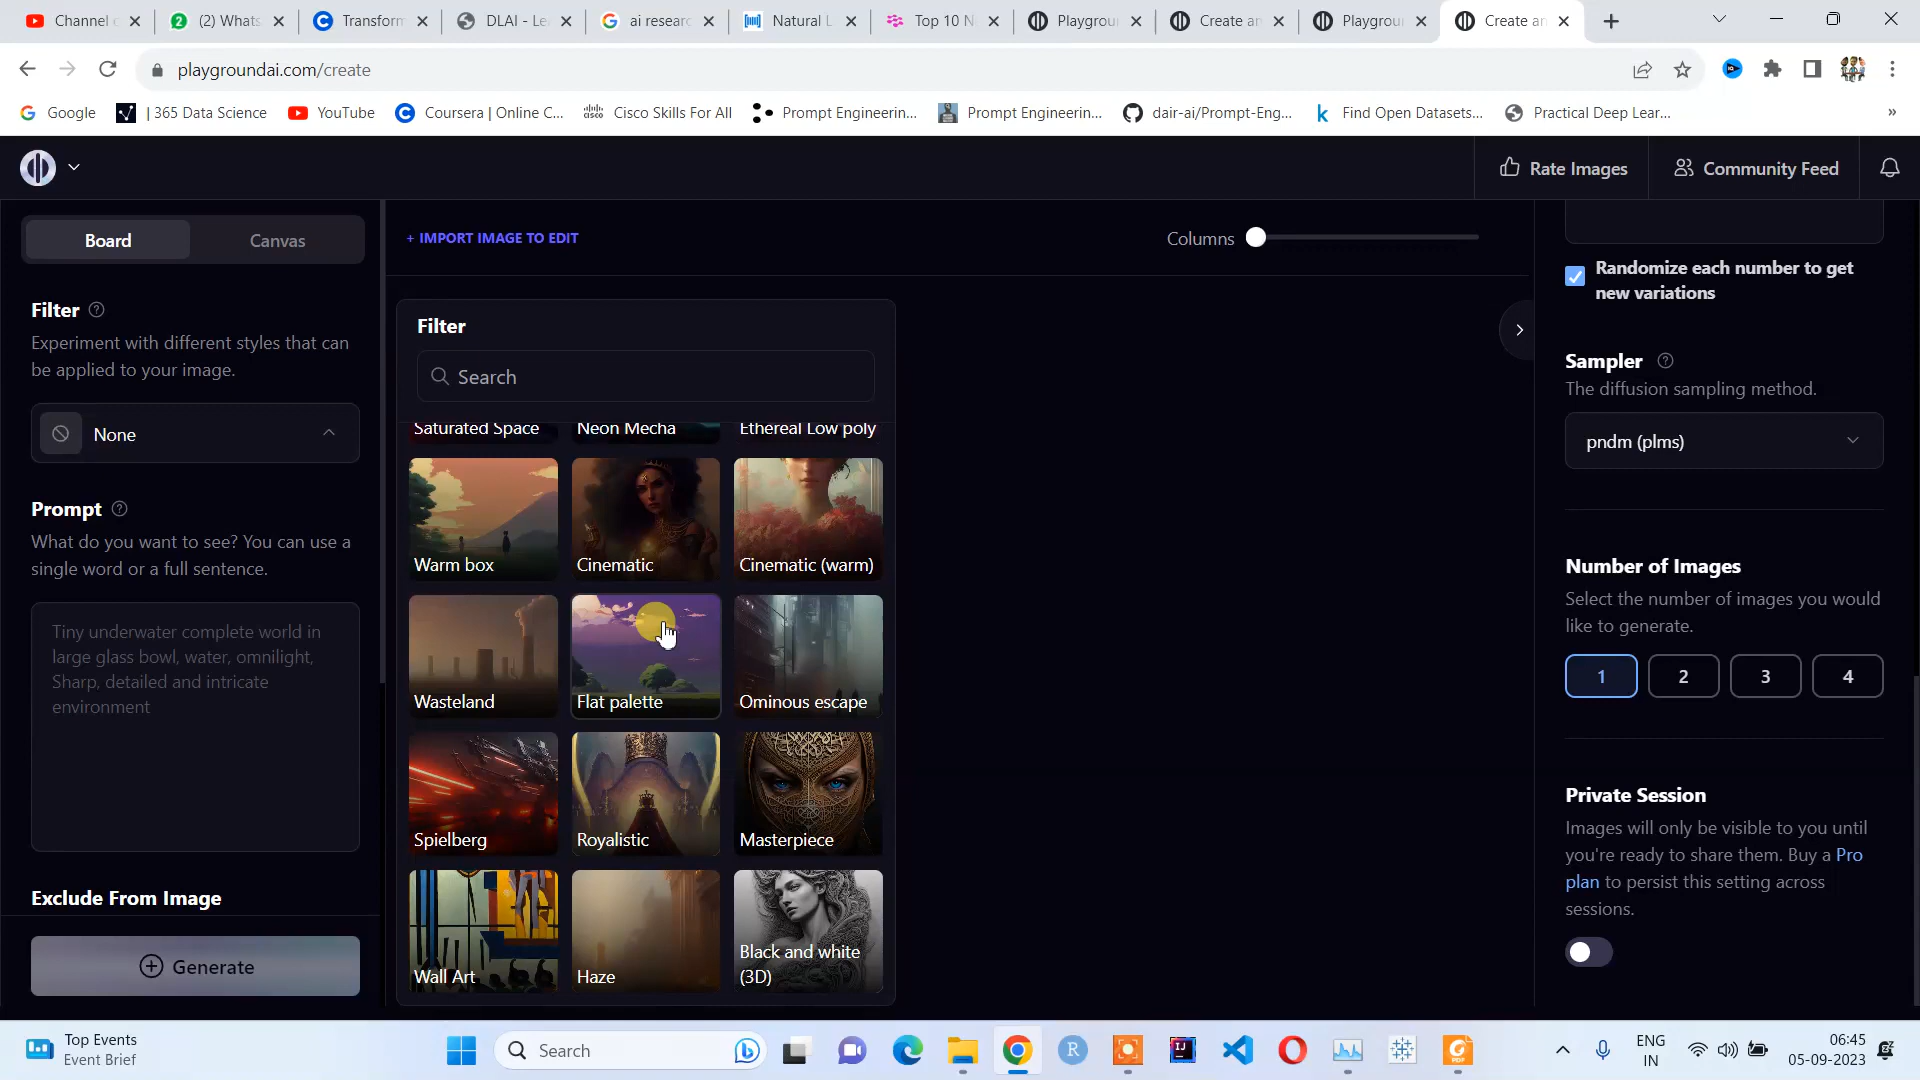 Channel c
(2) Whats
Transform
DLAI - Le
ai researc
Natural L
Top 10 N
Playgroun
Create an
Playgroun
Create an
playgroundai.com/create
Google
| 365 Data Science
YouTube
Coursera | Online C...
Cisco Skills For All
Prompt Engineerin...
Prompt Engineerin...
dair-ai/Prompt-Eng...
Find Open Datasets...
Practical Deep Lear...
»
Rate Images
Community Feed
Board
Canvas
+ IMPORT IMAGE TO EDIT
Columns
Filter
Experiment with different styles that can
be applied to your image.
None
Prompt
What do you want to see? You can use a
single word or a full sentence.
Tiny underwater complete world in
large glass bowl, water, omnilight,
Sharp, detailed and intricate
environment
Exclude From Image
Generate
Filter
Search
Saturated Space
Neon Mecha
Ethereal Low poly
Warm box
Cinematic
Cinematic (warm)
Wasteland
Flat palette
Ominous escape
Spielberg
Royalistic
Masterpiece
Wall Art
Haze
Black and white
(3D)
Randomize each number to get
new variations
Sampler
The diffusion sampling method.
pndm (plms)
Number of Images
Select the number of images you would
like to generate.
1
2
3
4
Private Session
Images will only be visible to you until
you're ready to share them. Buy a Pro
plan to persist this setting across
sessions.
Top Events
Event Brief
Search
ENG
IN
06:45
05-09-2023